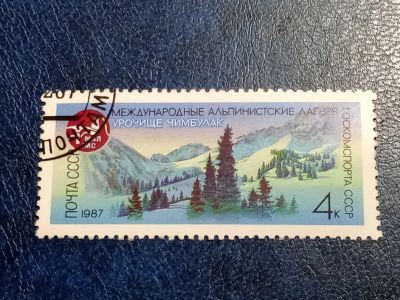 МЕЖДУНАРОДНЫЕ АЛЬПИНИСТСКИЕ ЛАГЕРЯ
УРОЧИЩЕ ЧИМБУЛАК
ГОСКОМСПОРТА СССР
ПОЧТА СССР
1987
4к